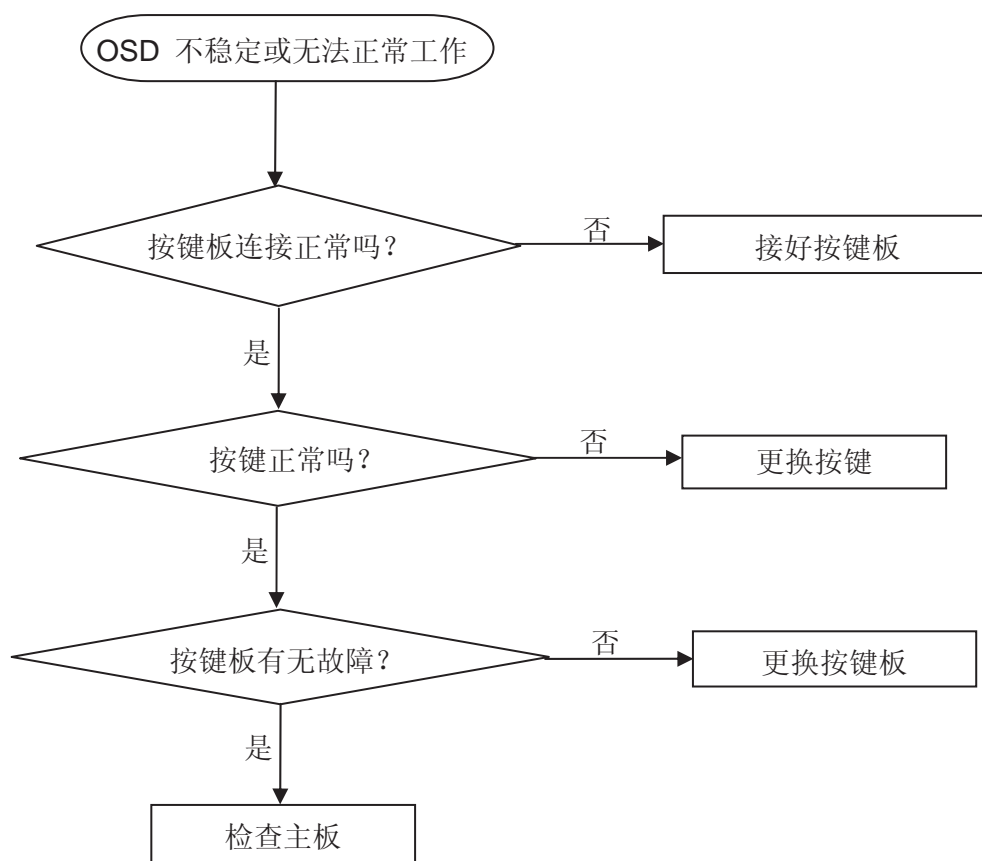 OSD 不稳定或无法正常工作
按键板连接正常吗？
否
接好按键板
是
按键正常吗？
否
更换按键
是
按键板有无故障？
否
更换按键板
是
检查主板